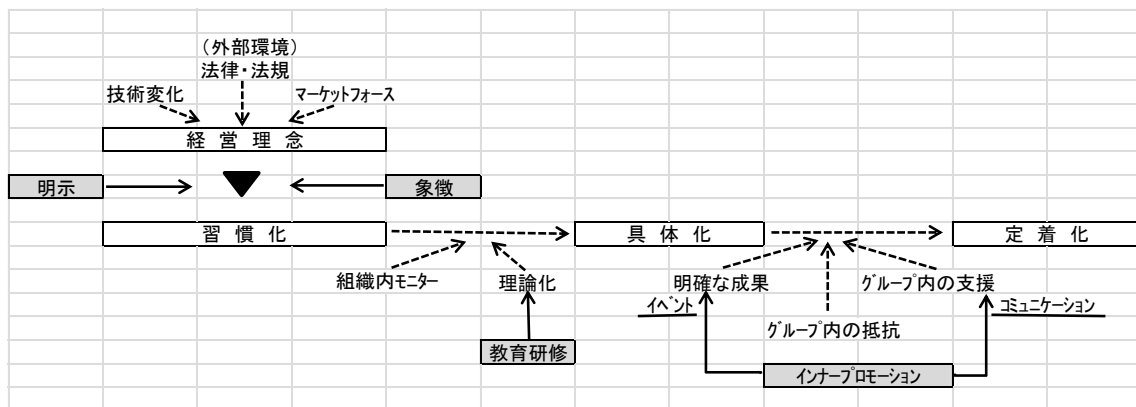 （外部環境）
法律・法規
技術変化
マーケットフォース
経営理念
明示
象徴
習慣化
具体化
定着化
組織内モニター
理論化
明確な成果
グループ内の支援
イベント
コミュニケーション
グループ内の抵抗
教育研修
インナープロモーション